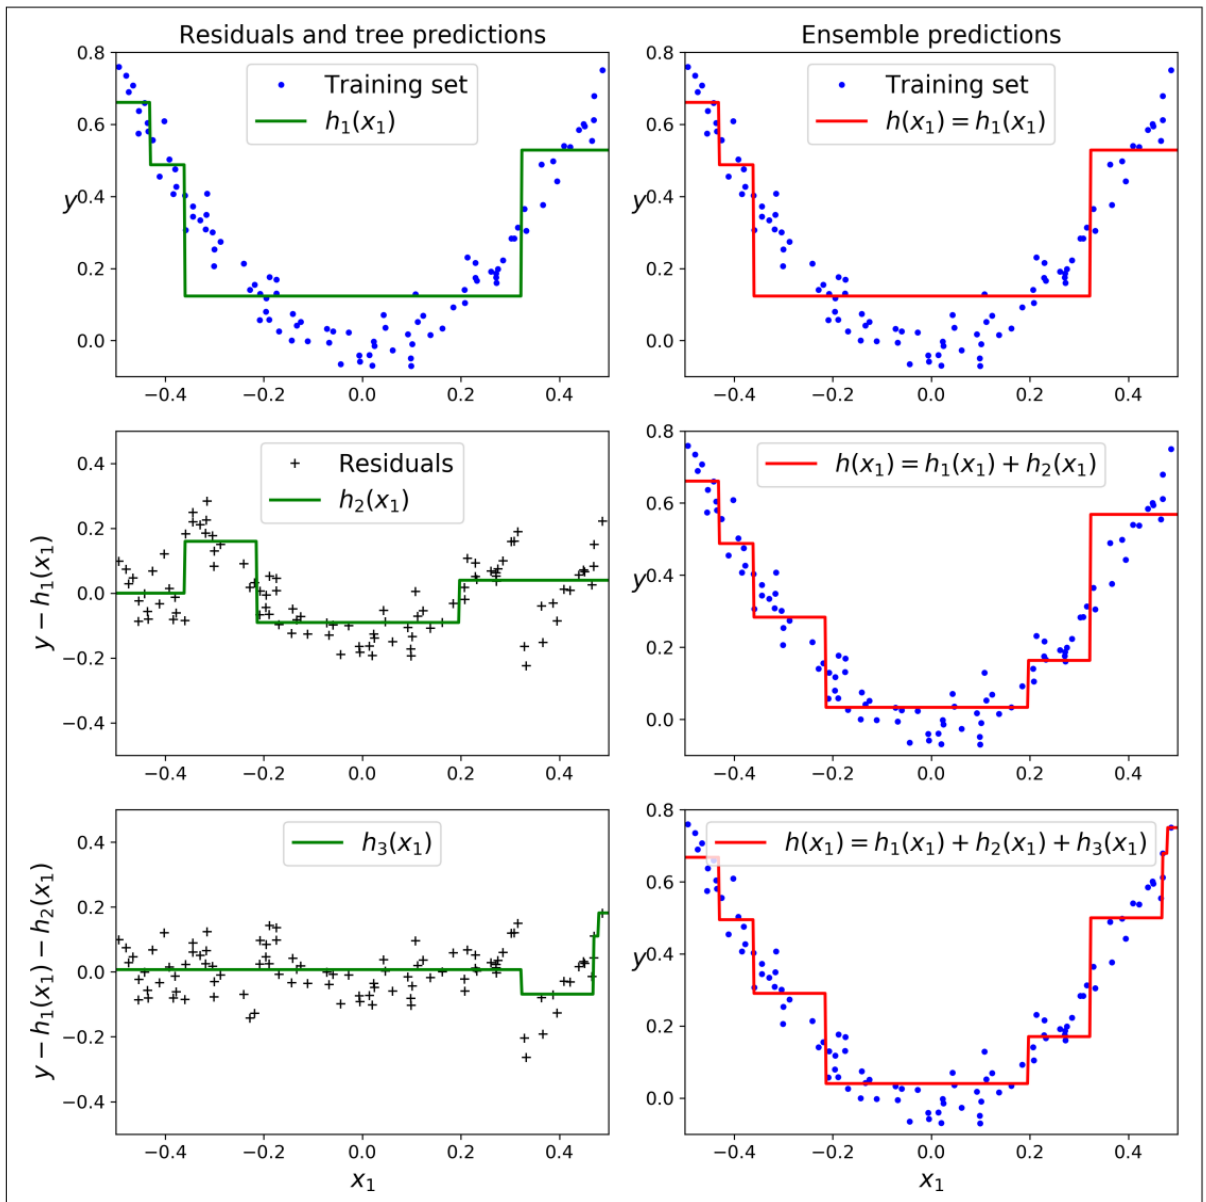 Residuals and tree predictions
Ensemble predictions
0.8
0.6
0.4
0.2
0.0
y
Training set
h₁(x₁)
−0.4 −0.2 0.0 0.2 0.4
0.8
0.6
0.4
0.2
0.0
y
Training set
h(x₁) = h₁(x₁)
−0.4 −0.2 0.0 0.2 0.4
0.4
0.2
0.0
−0.2
−0.4
y − h₁(x₁)
Residuals
h₂(x₁)
−0.4 −0.2 0.0 0.2 0.4
0.8
0.6
0.4
0.2
0.0
y
h(x₁) = h₁(x₁) + h₂(x₁)
−0.4 −0.2 0.0 0.2 0.4
0.4
0.2
0.0
−0.2
−0.4
y − h₁(x₁) − h₂(x₁)
h₃(x₁)
−0.4 −0.2 0.0 0.2 0.4
x₁
0.8
0.6
0.4
0.2
0.0
y
h(x₁) = h₁(x₁) + h₂(x₁) + h₃(x₁)
−0.4 −0.2 0.0 0.2 0.4
x₁